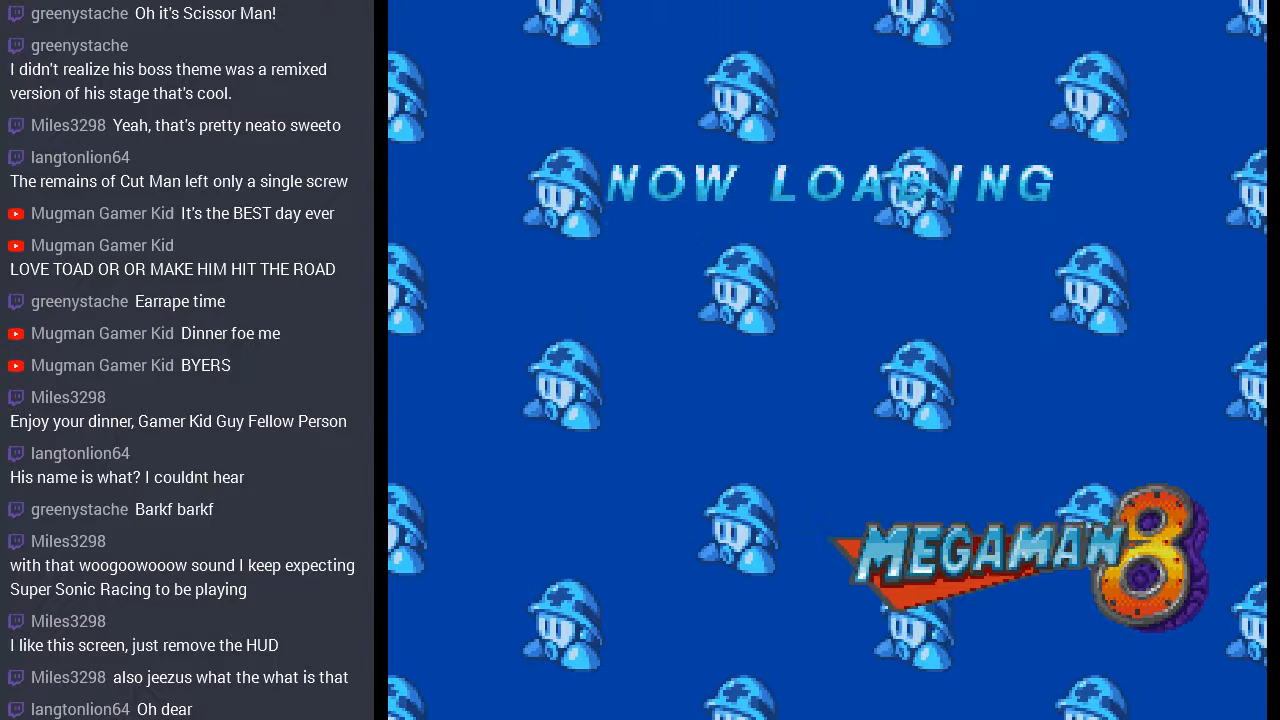 greenystache Oh it's Scissor Man!
greenystache
I didn't realize his boss theme was a remixed
version of his stage that's cool.
Miles3298 Yeah, that's pretty neato sweeto
langtonlion64
The remains of Cut Man left only a single screw
Mugman Gamer Kid It's the BEST day ever
Mugman Gamer Kid
LOVE TOAD OR OR MAKE HIM HIT THE ROAD
greenystache Earrape time
Mugman Gamer Kid Dinner foe me
Mugman Gamer Kid BYERS
Miles3298
Enjoy your dinner, Gamer Kid Guy Fellow Person
langtonlion64
His name is what? I couldnt hear
greenystache Barkf barkf
Miles3298
with that woogoowooow sound I keep expecting
Super Sonic Racing to be playing
Miles3298
I like this screen, just remove the HUD
Miles3298 also jeezus what the what is that
langtonlion64 Oh dear
NOW LOADING
MEGAMAN 8